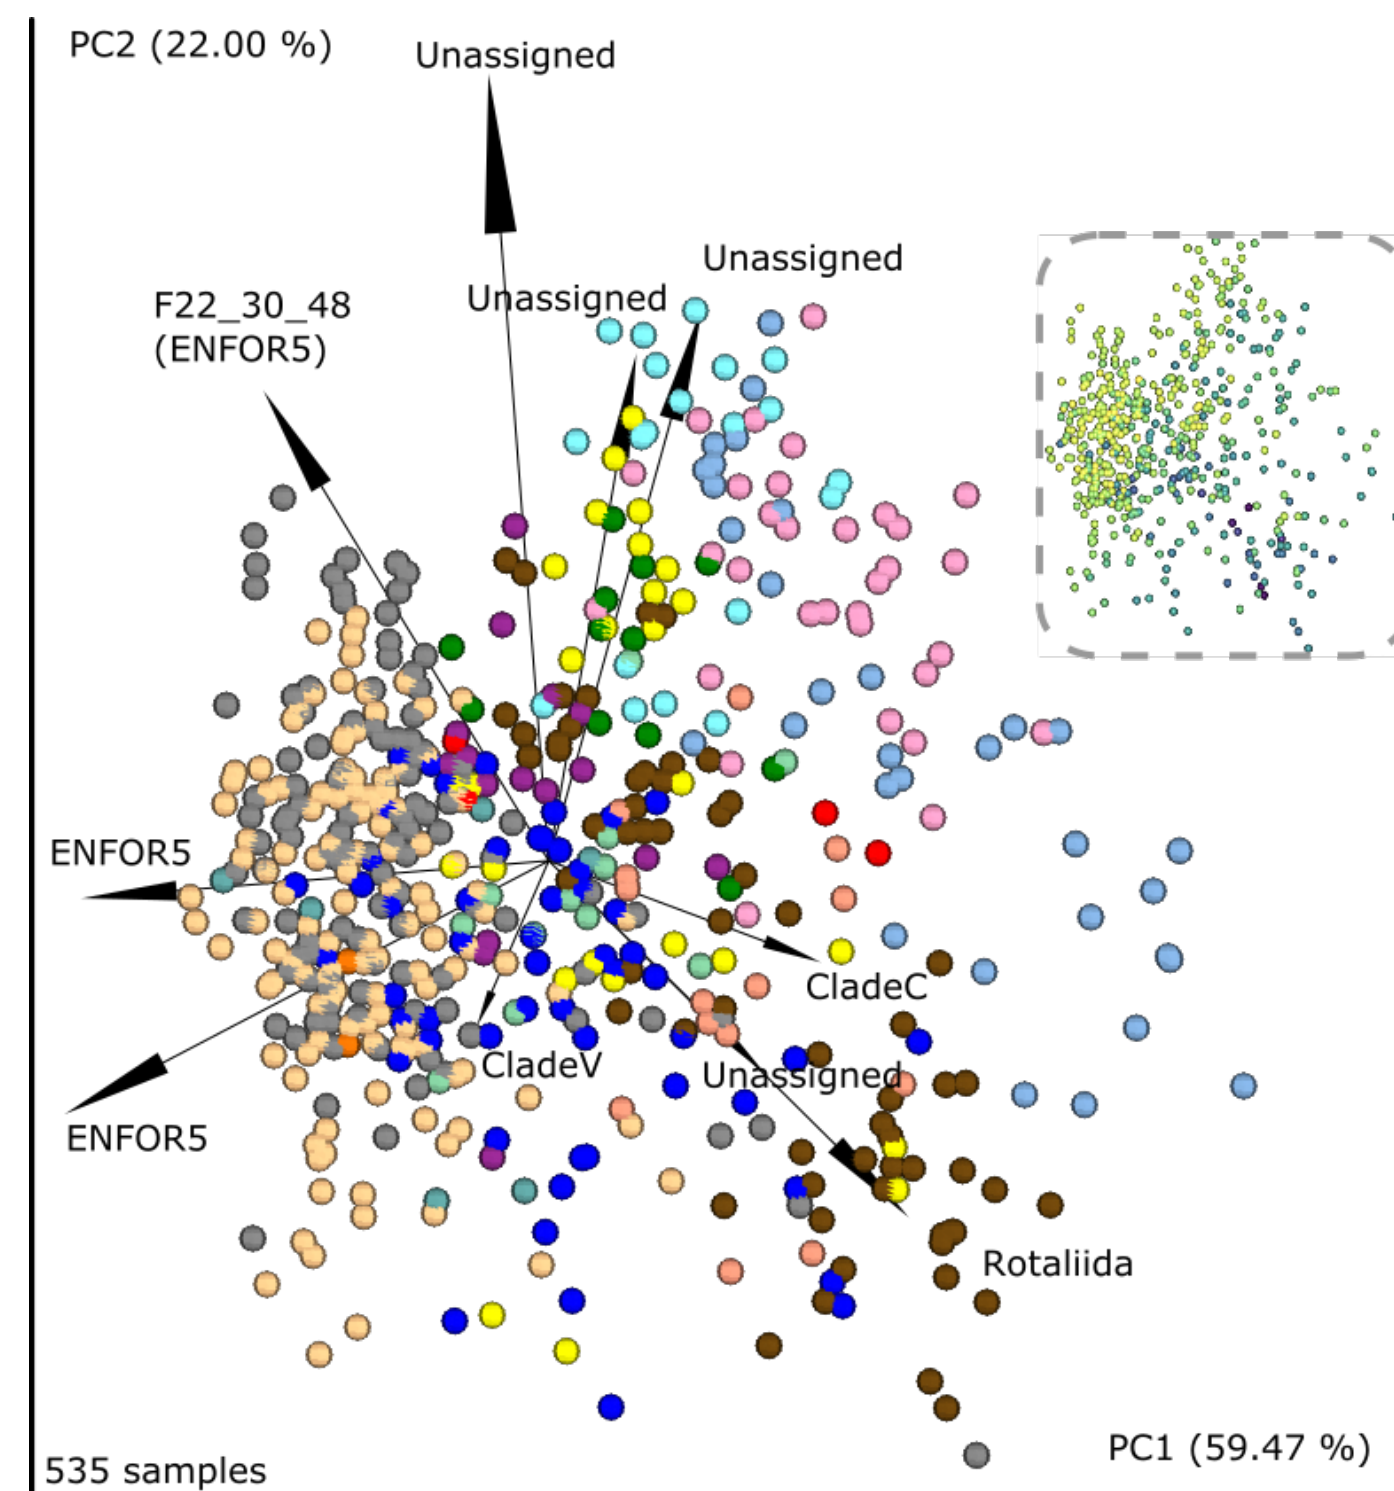 PC2 (22.00 %)
Unassigned
Unassigned
Unassigned
F22_30_48
(ENFOR5)
ENFOR5
CladeC
CladeV
Unassigned
ENFOR5
Rotaliida
PC1 (59.47 %)
535 samples